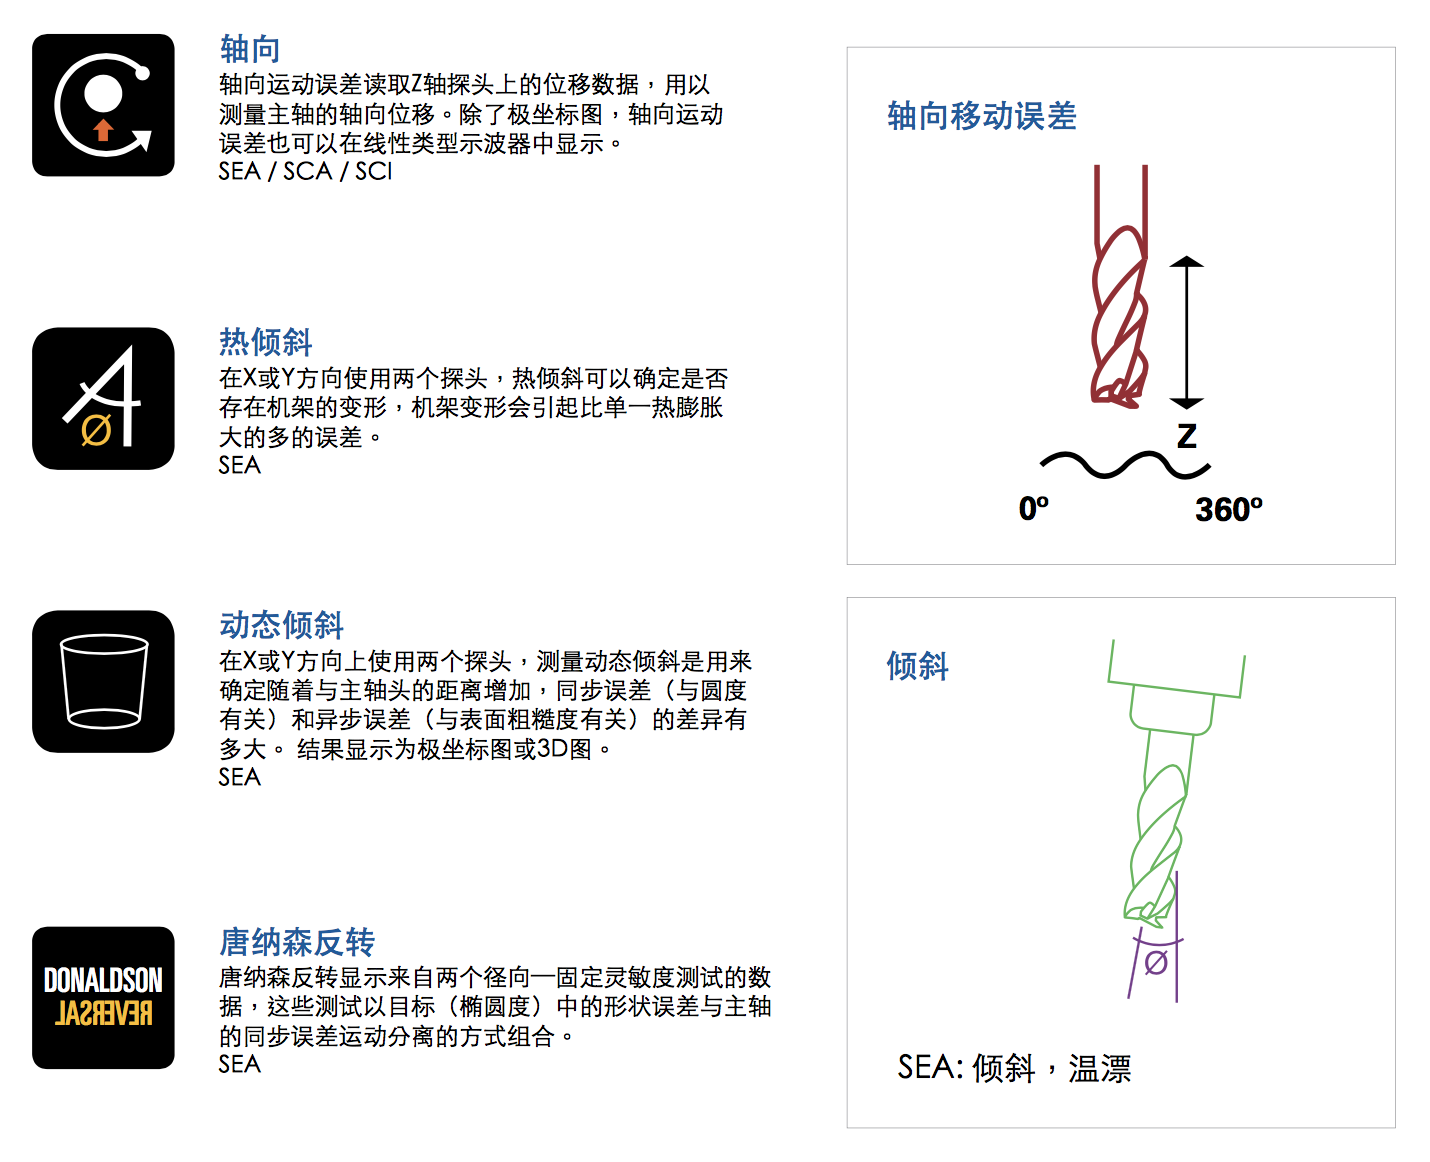 轴向
轴向运动误差读取Z轴探头上的位移数据，用以
测量主轴的轴向位移。除了极坐标图，轴向运动
误差也可以在线性类型示波器中显示。
SEA / SCA / SCI
热倾斜
在X或Y方向使用两个探头，热倾斜可以确定是否
存在机架的变形，机架变形会引起比单一热膨胀
大的多的误差。
SEA
Ø
动态倾斜
在X或Y方向上使用两个探头，测量动态倾斜是用来
确定随着与主轴头的距离增加，同步误差（与圆度
有关）和异步误差（与表面粗糙度有关）的差异有
多大。 结果显示为极坐标图或3D图。
SEA
DONALDSON
REVERSAL
唐纳森反转
唐纳森反转显示来自两个径向一固定灵敏度测试的数
据，这些测试以目标（椭圆度）中的形状误差与主轴
的同步误差运动分离的方式组合。
SEA
轴向移动误差
Z
0º
360º
倾斜
Ø
SEA: 倾斜，温漂